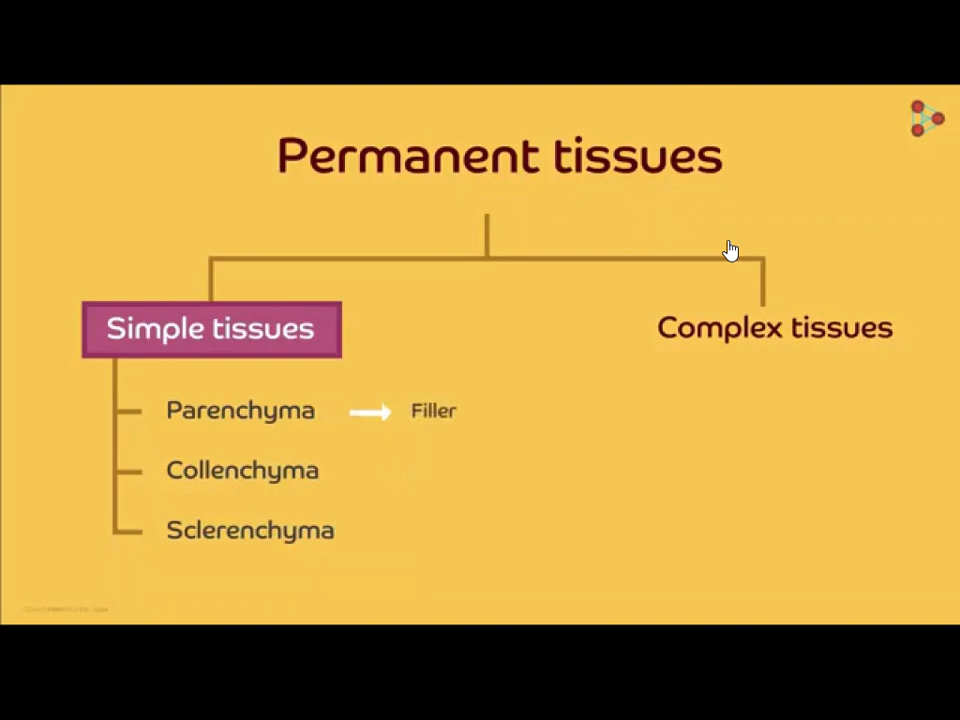 Permanent tissues
Simple tissues
Complex tissues
Parenchyma
Filler
Collenchyma
Sclerenchyma